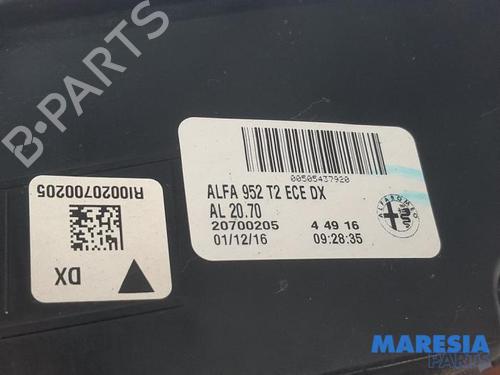 B-PARTS
00505437920
ALFA 952 T2 ECE DX
AL 20.70
20700205 4 49 16
01/12/16 09:28:35
RI0020700205
DX
MARESIA
PARTS